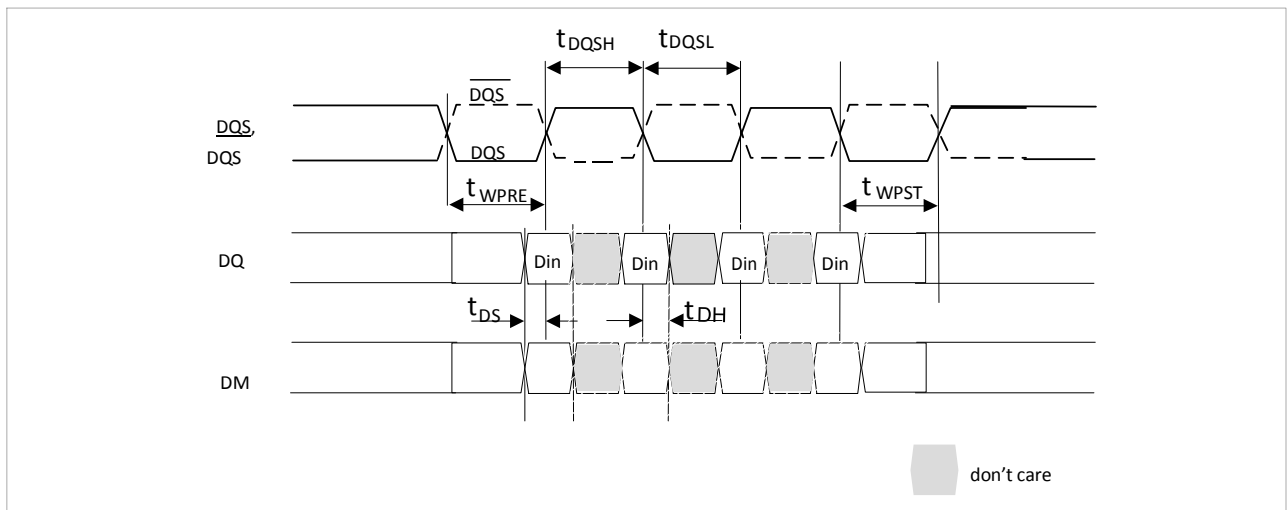 tDQSH tDQSL
DQS
DQS,
DQS DQS
tWPRE tWPST
DQ Din Din Din Din
tDS tDH
DM
don't care